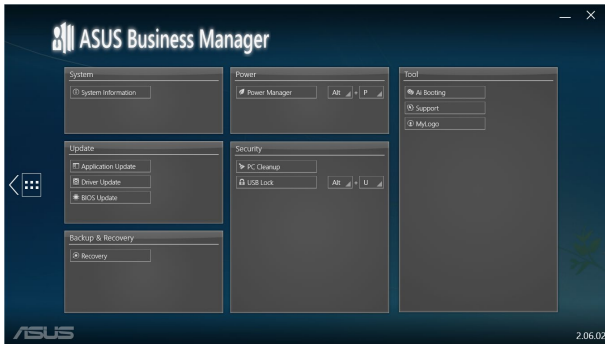 ASUS Business Manager
System
System Information
Power
Power Manager Alt + P
Tool
Ai Booting
Support
MyLogo
Update
Application Update
Driver Update
BIOS Update
Security
PC Cleanup
USB Lock Alt + U
Backup & Recovery
Recovery
ASUS
2.06.02